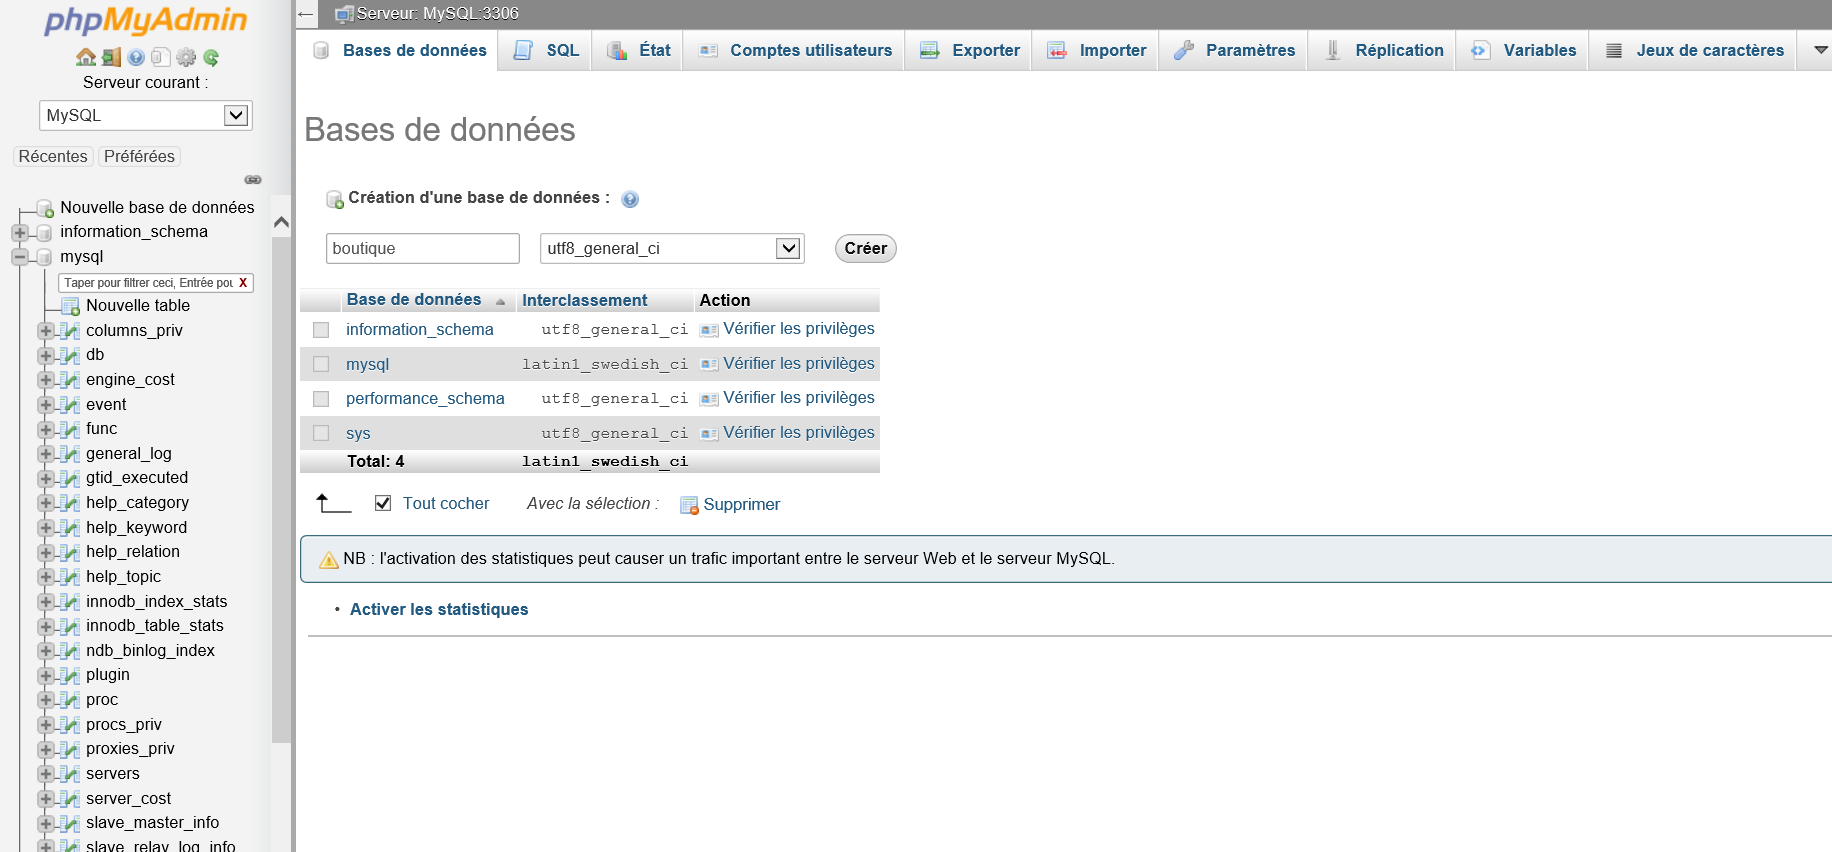 phpMyAdmin
Serveur courant :
MySQL
Récentes Préférées
Nouvelle base de données
information_schema
mysql
Taper pour filtrer ceci, Entrée pou X
Nouvelle table
columns_priv
db
engine_cost
event
func
general_log
gtid_executed
help_category
help_keyword
help_relation
help_topic
innodb_index_stats
innodb_table_stats
ndb_binlog_index
plugin
proc
procs_priv
proxies_priv
servers
server_cost
slave_master_info
slave_relay_log_info
Serveur: MySQL:3306
Bases de données SQL État Comptes utilisateurs Exporter Importer Paramètres Réplication Variables Jeux de caractères
Bases de données
Création d'une base de données :
boutique utf8_general_ci Créer
Base de données Interclassement Action
information_schema utf8_general_ci Vérifier les privilèges
mysql latin1_swedish_ci Vérifier les privilèges
performance_schema utf8_general_ci Vérifier les privilèges
sys utf8_general_ci Vérifier les privilèges
Total: 4 latin1_swedish_ci
Tout cocher Avec la sélection : Supprimer
NB : l'activation des statistiques peut causer un trafic important entre le serveur Web et le serveur MySQL.
• Activer les statistiques